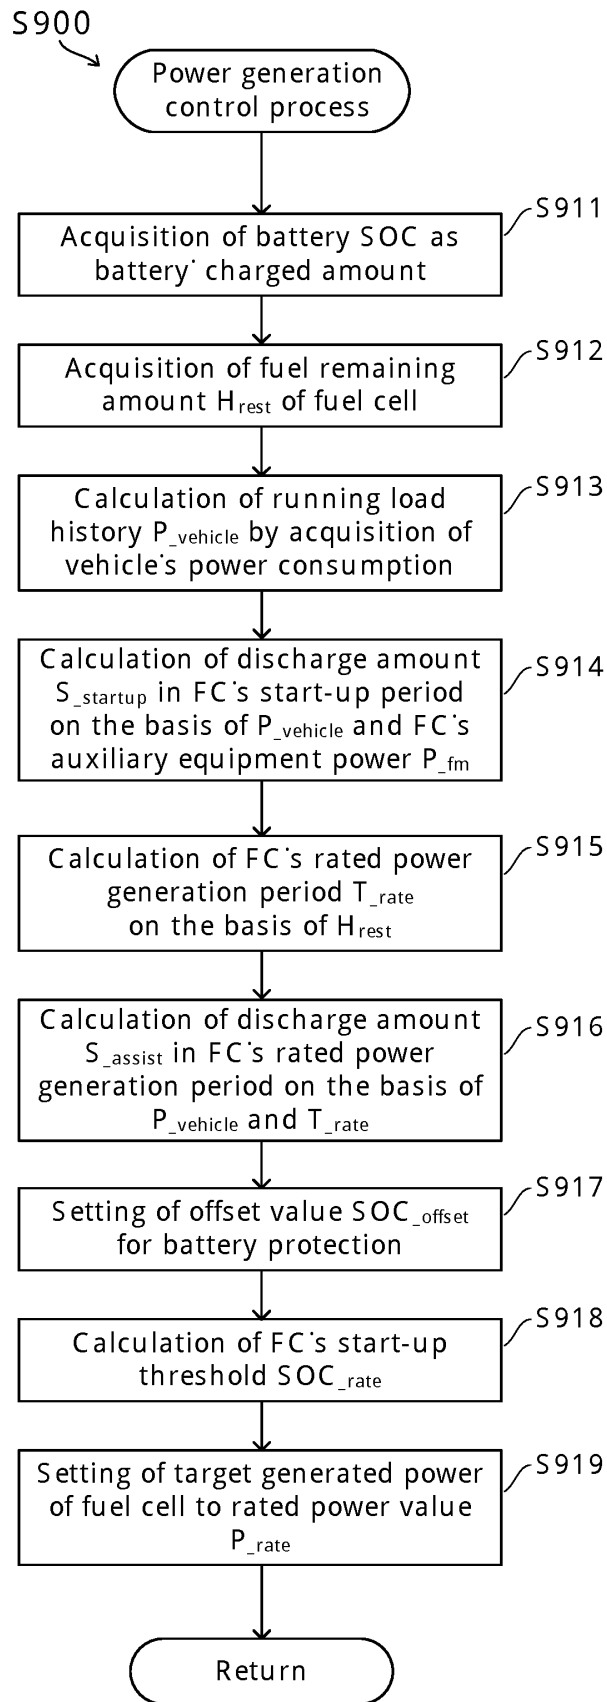 S900
Power generation
control process
S911
Acquisition of battery SOC as
battery' charged amount
S912
Acquisition of fuel remaining
amount Hrest of fuel cell
S913
Calculation of running load
history P_vehicle by acquisition of
vehicle's power consumption
S914
Calculation of discharge amount
S_startup in FC's start-up period
on the basis of P_vehicle and FC's
auxiliary equipment power P_fm
S915
Calculation of FC's rated power
generation period T_rate
on the basis of Hrest
S916
Calculation of discharge amount
S_assist in FC's rated power
generation period on the basis of
P_vehicle and T_rate
S917
Setting of offset value SOC_offset
for battery protection
S918
Calculation of FC's start-up
threshold SOC_rate
S919
Setting of target generated power
of fuel cell to rated power value
P_rate
Return